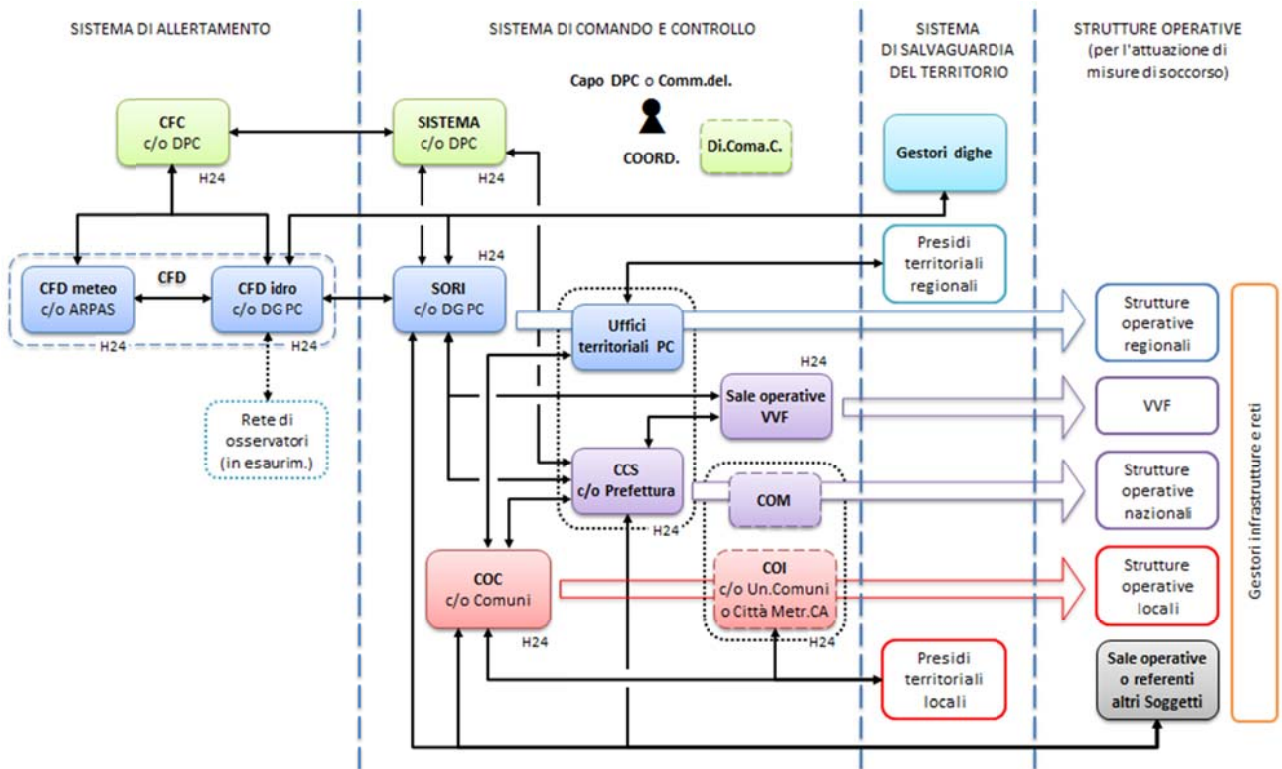 SISTEMA DI ALLERTAMENTO
SISTEMA DI COMANDO E CONTROLLO
SISTEMA
DI SALVAGUARDIA
DEL TERRITORIO
STRUTTURE OPERATIVE
(per l'attuazione di
misure di soccorso)
Capo DPC o Comm.del.
COORD.
Di.Coma.C.
CFC
c/o DPC
H24
SISTEMA
c/o DPC
H24
Gestori dighe
Presidi
territoriali
regionali
CFD
CFD meteo
c/o ARPAS
H24
CFD idro
c/o DG PC
H24
SORI
c/o DG PC
H24
Uffici
territoriali PC
Strutture
operative
regionali
Rete di
osservatori
(in esaurim.)
Sale operative
VVF
H24
VVF
CCS
c/o Prefettura
H24
COM
Strutture
operative
nazionali
COC
c/o Comuni
H24
COI
c/o Un.Comuni
o Città Metr.CA
H24
Strutture
operative
locali
Presidi
territoriali
locali
Sale operative
o referenti
altri Soggetti
Gestori infrastrutture e reti